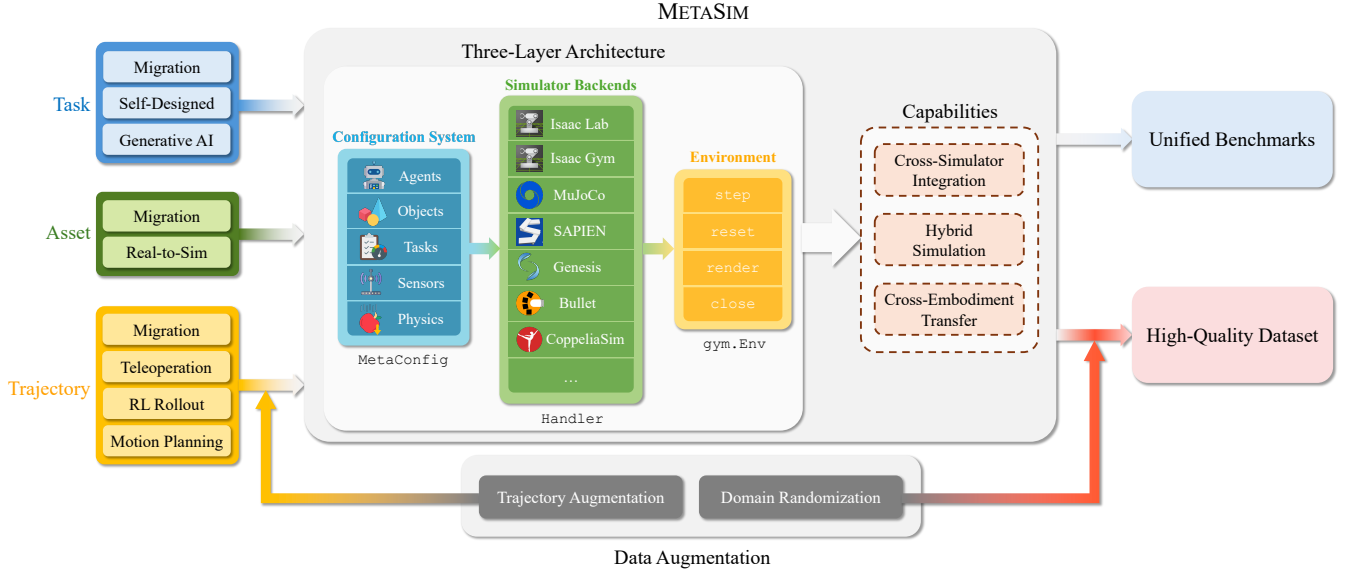 METASIM
Task
Migration
Self-Designed
Generative AI
Asset
Migration
Real-to-Sim
Trajectory
Migration
Teleoperation
RL Rollout
Motion Planning
Three-Layer Architecture
Configuration System
Agents
Objects
Tasks
Sensors
Physics
MetaConfig
Simulator Backends
Isaac Lab
Isaac Gym
MuJoCo
SAPIEN
Genesis
Bullet
CoppeliaSim
...
Handler
Environment
step
reset
render
close
gym.Env
Capabilities
Cross-Simulator
Integration
Hybrid
Simulation
Cross-Embodiment
Transfer
Unified Benchmarks
High-Quality Dataset
Trajectory Augmentation
Domain Randomization
Data Augmentation